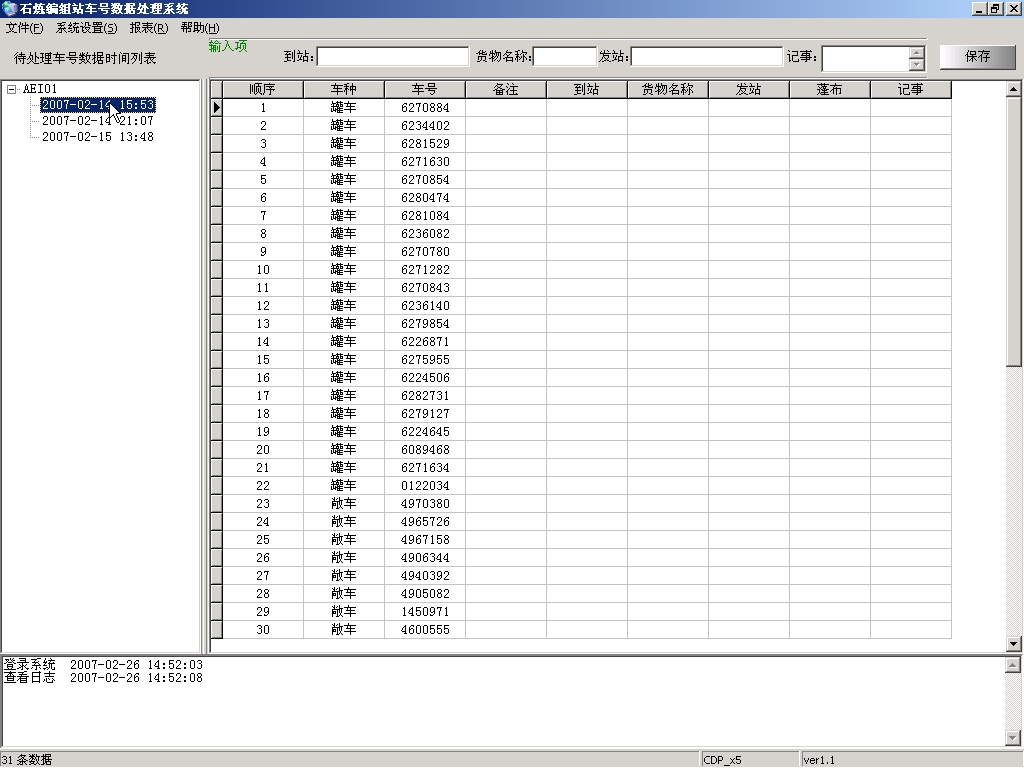 石炼编组站车号数据处理系统
文件(F) 系统设置(S) 报表(R) 帮助(H)
输入项
待处理车号数据时间列表 到站: 货物名称: 发站: 记事: 保存
AEI01
2007-02-14 15:53
2007-02-14 21:07
2007-02-15 13:48
顺序 车种 车号 备注 到站 货物名称 发站 蓬布 记事
1 罐车 6270884
2 罐车 6234402
3 罐车 6281529
4 罐车 6271630
5 罐车 6270854
6 罐车 6280474
7 罐车 6281084
8 罐车 6236082
9 罐车 6270780
10 罐车 6271282
11 罐车 6270843
12 罐车 6236140
13 罐车 6279854
14 罐车 6226871
15 罐车 6275955
16 罐车 6224506
17 罐车 6282731
18 罐车 6279127
19 罐车 6224645
20 罐车 6089468
21 罐车 6271634
22 罐车 0122034
23 敞车 4970380
24 敞车 4965726
25 敞车 4967158
26 敞车 4906344
27 敞车 4940392
28 敞车 4905082
29 敞车 1450971
30 敞车 4600555
登录系统 2007-02-26 14:52:03
查看日志 2007-02-26 14:52:08
31 条数据 CDP_x5 ver1.1